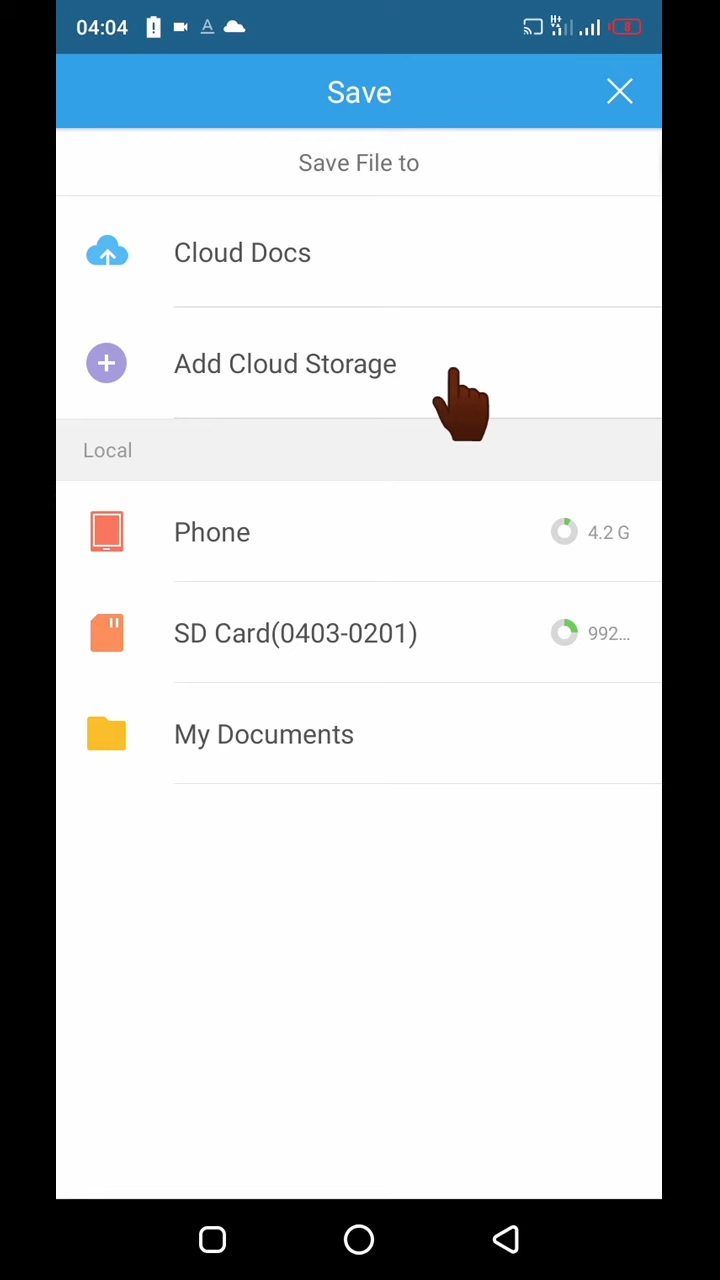 04:04
Save
Save File to
Cloud Docs
Add Cloud Storage
Local
Phone 4.2 G
SD Card(0403-0201) 992...
My Documents